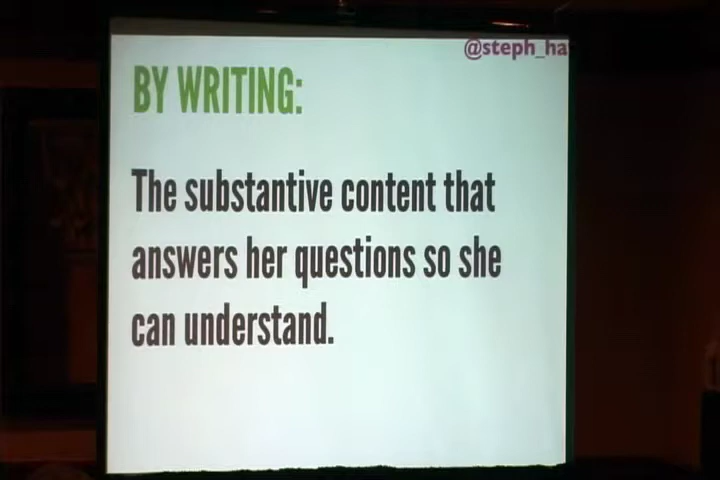 @steph_ha
BY WRITING:
The substantive content that
answers her questions so she
can understand.